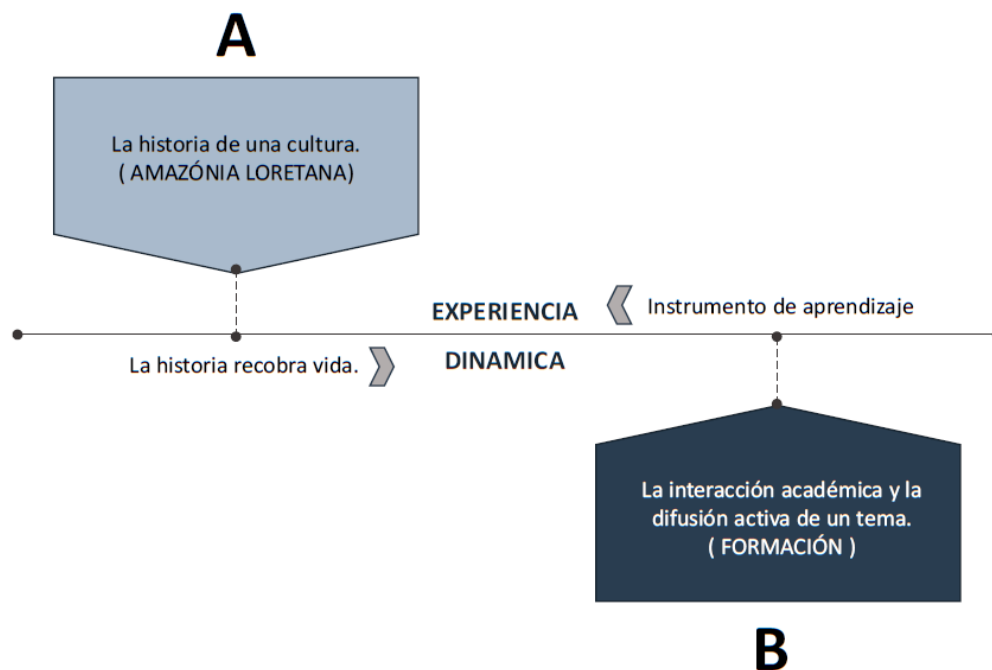 A
La historia de una cultura.
( AMAZÓNIA LORETANA)
EXPERIENCIA
Instrumento de aprendizaje
La historia recobra vida.
DINAMICA
La interacción académica y la
difusión activa de un tema.
( FORMACIÓN )
B